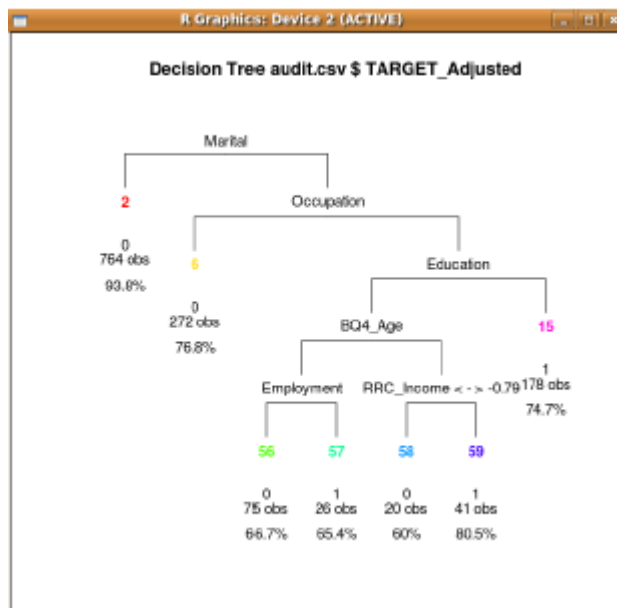 R Graphics: Device 2 (ACTIVE)
Decision Tree audit.csv $ TARGET_Adjusted
Marital
2
Occupation
0
764 obs
93.8%
6
Education
0
272 obs
76.8%
BQ4_Age
15
Employment
RRC_Income < - > -0.79
1
178 obs
74.7%
56
57
58
59
0
75 obs
66.7%
1
26 obs
65.4%
0
20 obs
60%
1
41 obs
80.5%